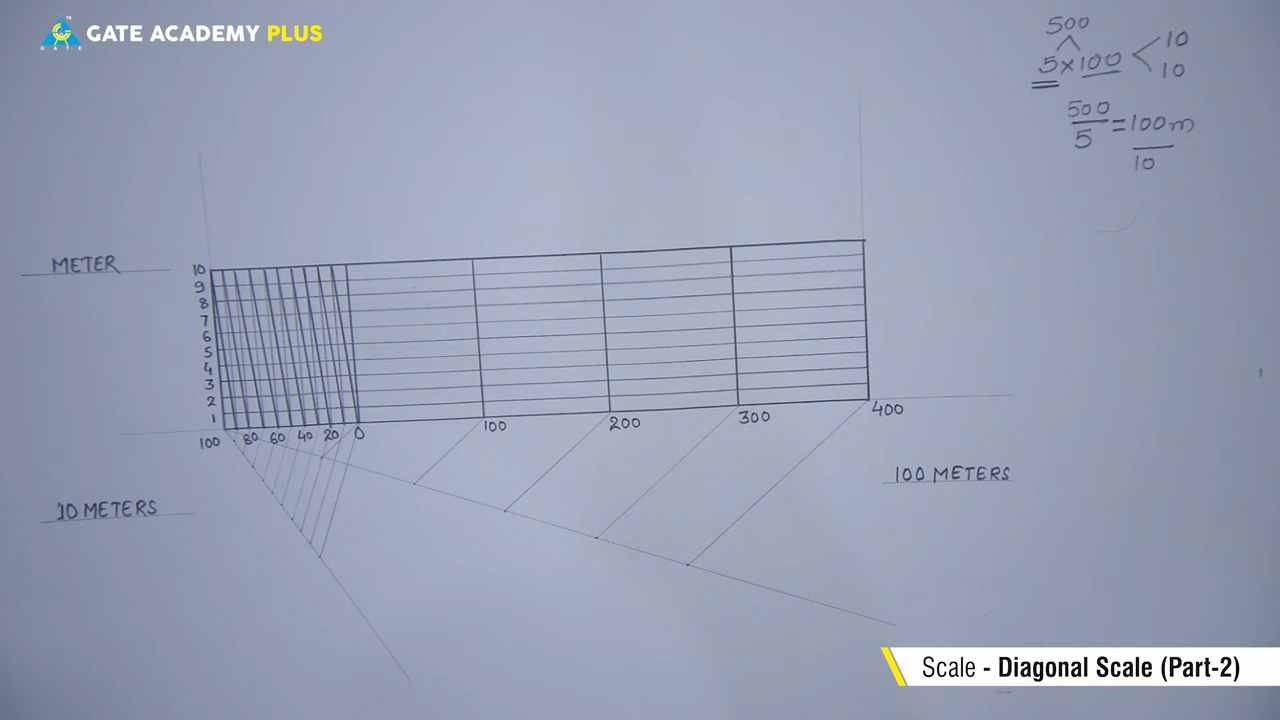 GATE ACADEMY PLUS
GATE
500
5×100 < 10
10
500/5 = 100m/10
METER
10
9
8
7
6
5
4
3
2
1
100 80 60 40 20 0 100 200 300 400
10 METERS
100 METERS
Scale - Diagonal Scale (Part-2)